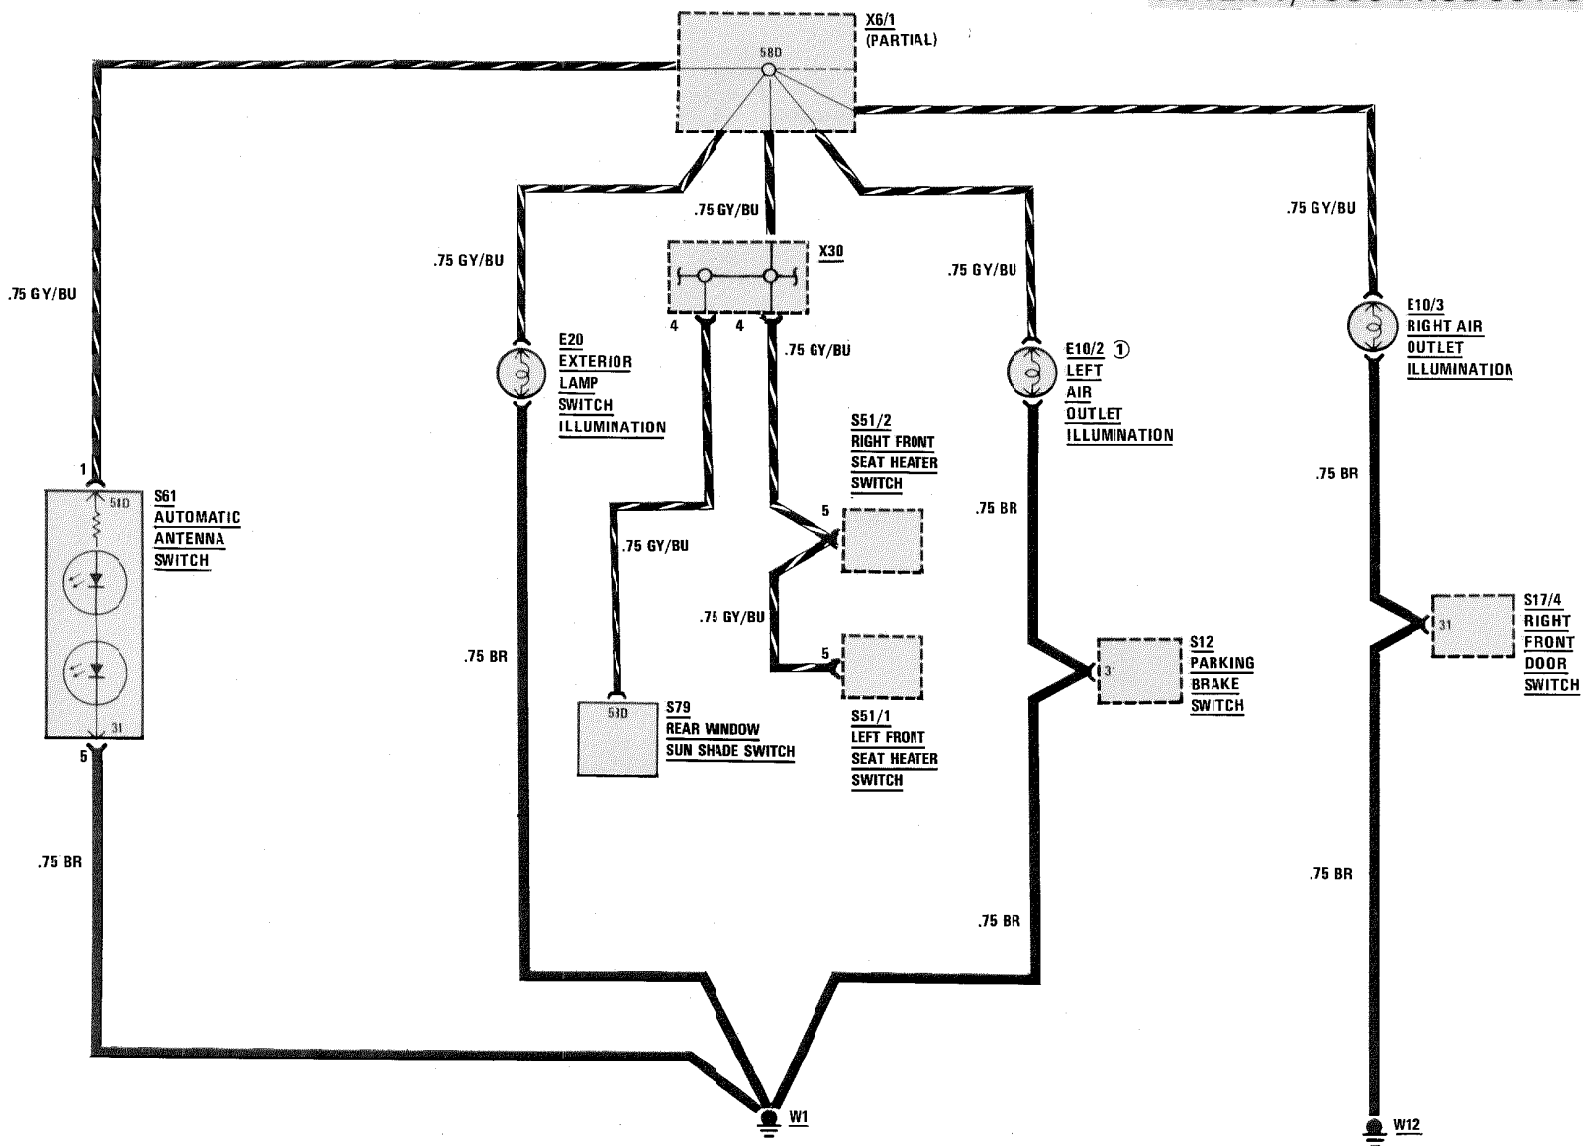 X6/1
(PARTIAL)
58D
.75 GY/BU
.75 GY/BU
.75 GY/BU
.75 GY/BU
.75 GY/BU
X30
4
4
.75 GY/BU
E20
EXTERIOR
LAMP
SWITCH
ILLUMINATION
E10/2 ①
LEFT
AIR
OUTLET
ILLUMINATION
E10/3
RIGHT AIR
OUTLET
ILLUMINATION
1
58D
S61
AUTOMATIC
ANTENNA
SWITCH
31
5
S51/2
RIGHT FRONT
SEAT HEATER
SWITCH
5
.75 GY/BU
.75 GY/BU
5
S51/1
LEFT FRONT
SEAT HEATER
SWITCH
58D
S79
REAR WINDOW
SUN SHADE SWITCH
.75 BR
.75 BR
.75 BR
3
S12
PARKING
BRAKE
SWITCH
31
S17/4
RIGHT
FRONT
DOOR
SWITCH
.75 BR
.75 BR
.75 BR
W1
W12